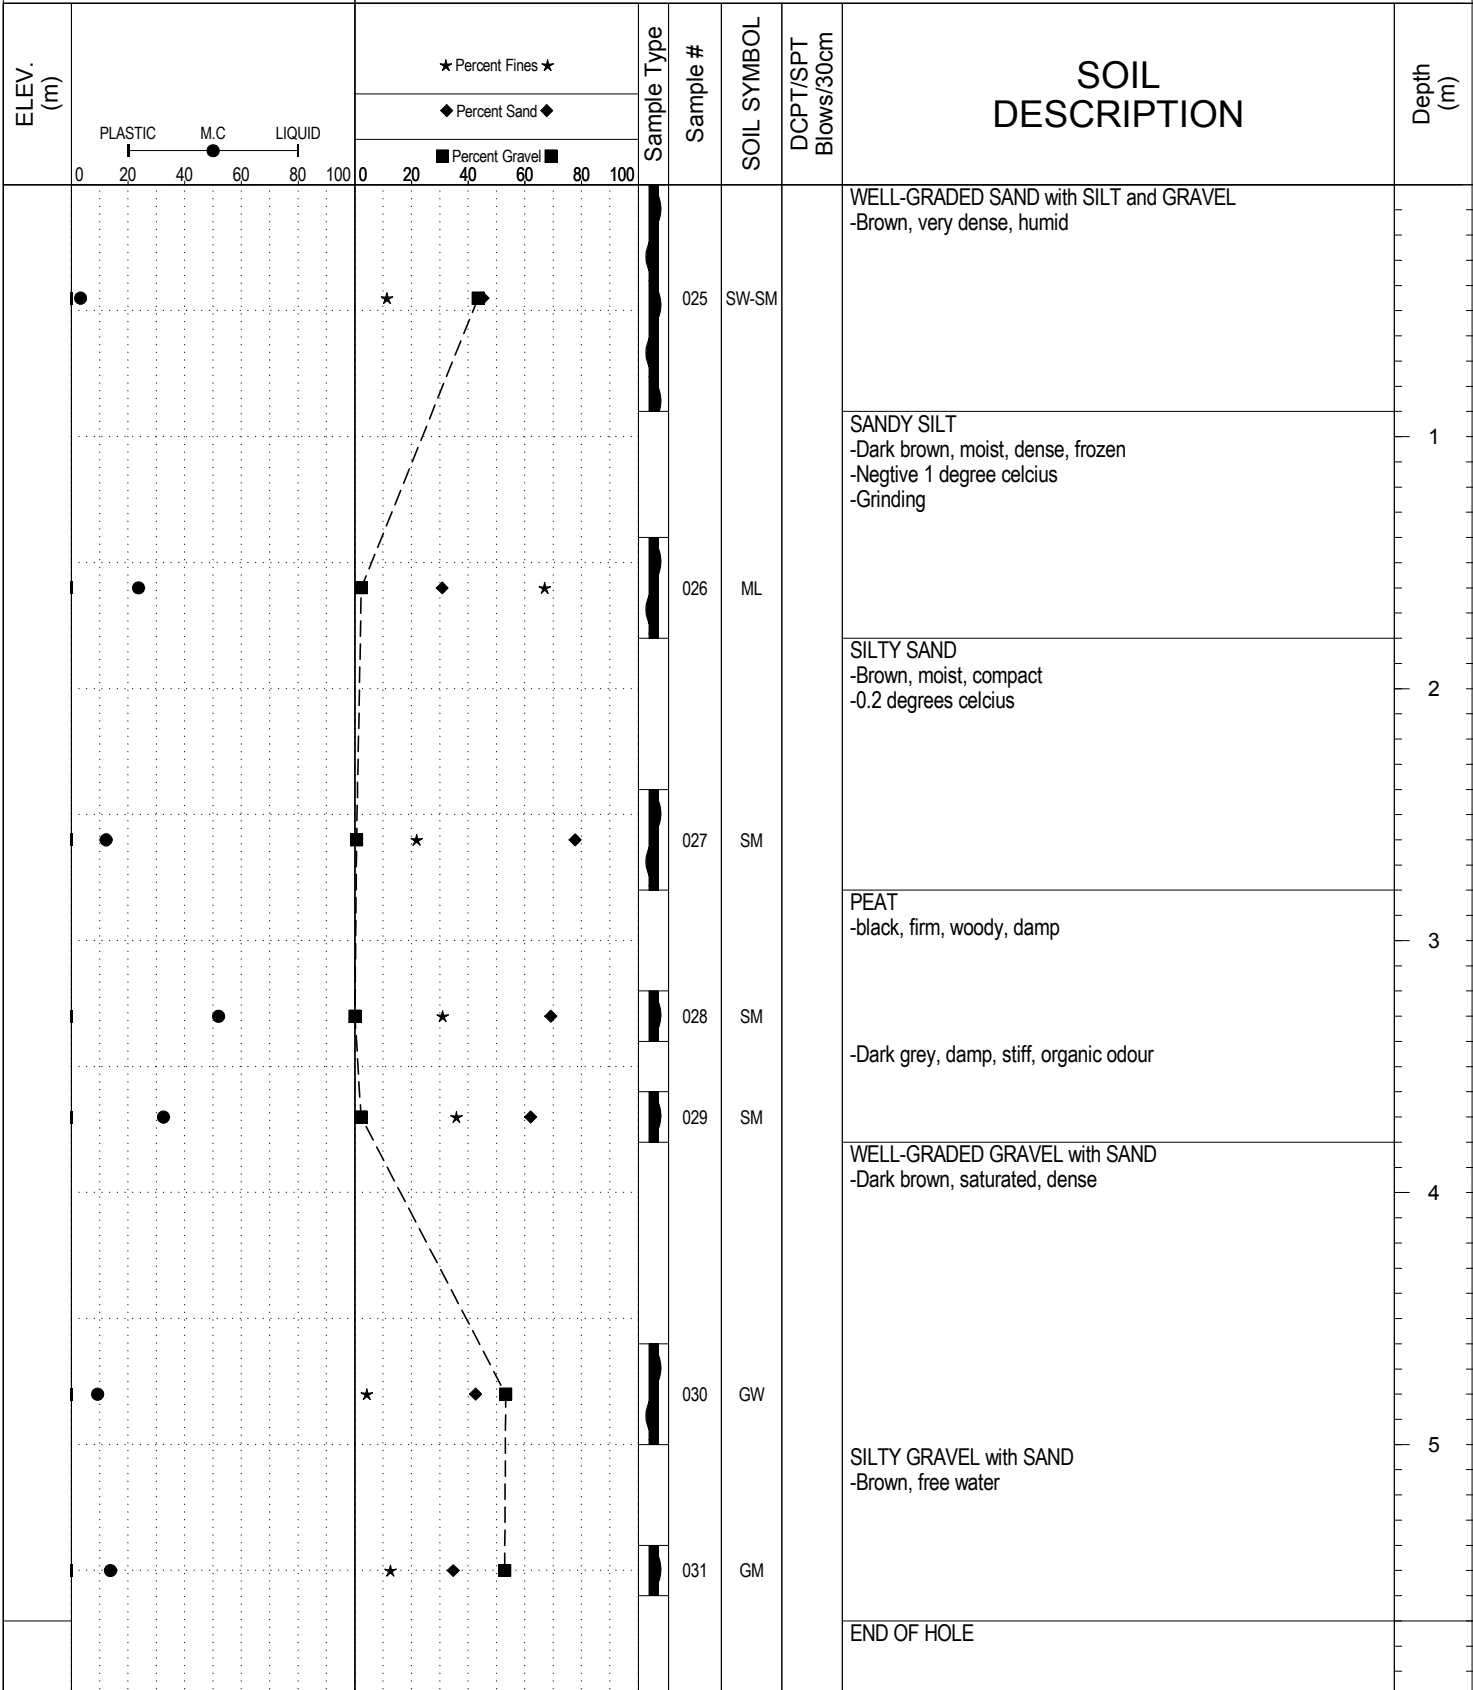 ELEV.
(m)
PLASTIC M.C LIQUID
0 20 40 60 80 100
★ Percent Fines ★
◆ Percent Sand ◆
■ Percent Gravel ■
0 20 40 60 80 100
Sample Type
Sample #
SOIL SYMBOL
DCPT/SPT
Blows/30cm
SOIL
DESCRIPTION
Depth
(m)
WELL-GRADED SAND with SILT and GRAVEL
-Brown, very dense, humid
025 SW-SM
SANDY SILT
-Dark brown, moist, dense, frozen
1
-Negtive 1 degree celcius
-Grinding
026 ML
SILTY SAND
-Brown, moist, compact
2
-0.2 degrees celcius
027 SM
PEAT
-black, firm, woody, damp
3
028 SM
-Dark grey, damp, stiff, organic odour
029 SM
WELL-GRADED GRAVEL with SAND
-Dark brown, saturated, dense
4
030 GW
5
SILTY GRAVEL with SAND
-Brown, free water
031 GM
END OF HOLE